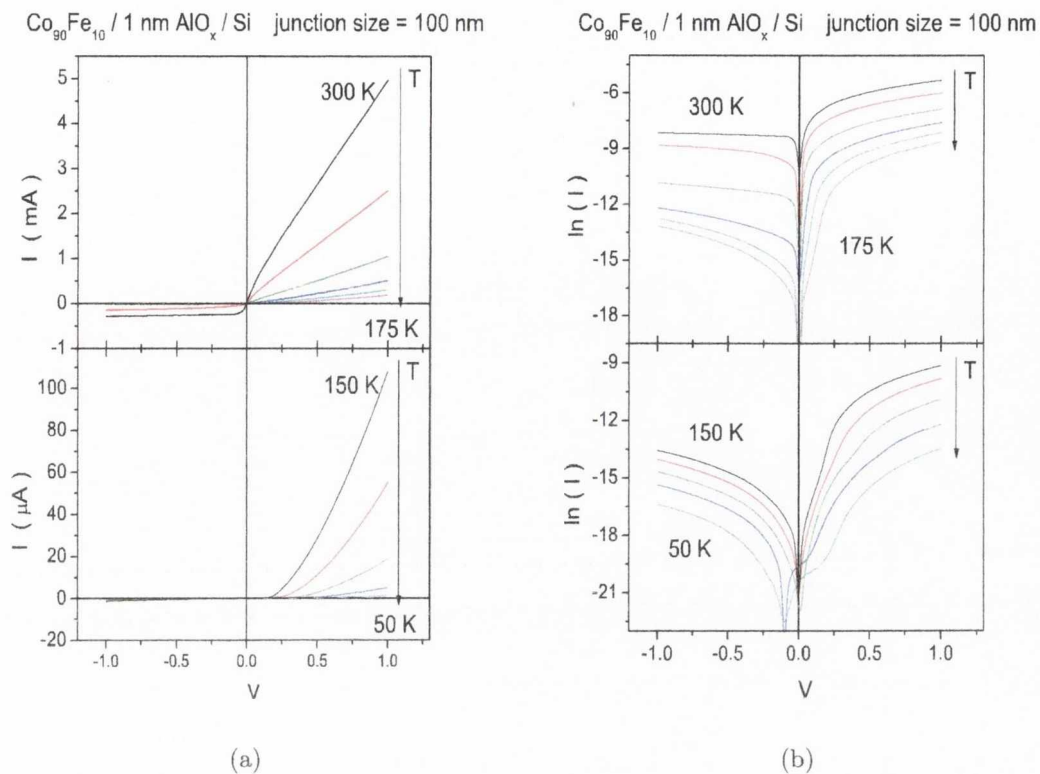 Co90Fe10 / 1 nm AlOx / Si junction size = 100 nm
I ( mA )
5
4
3
2
1
0
-1
300 K
T
175 K
I ( μA )
100
80
60
40
20
0
-20
150 K
T
50 K
-1.0 -0.5 0.0 0.5 1.0
V
(a)
Co90Fe10 / 1 nm AlOx / Si junction size = 100 nm
ln ( I )
-6
-9
-12
-15
-18
300 K
T
175 K
ln ( I )
-9
-12
-15
-18
-21
150 K
T
50 K
-1.0 -0.5 0.0 0.5 1.0
V
(b)